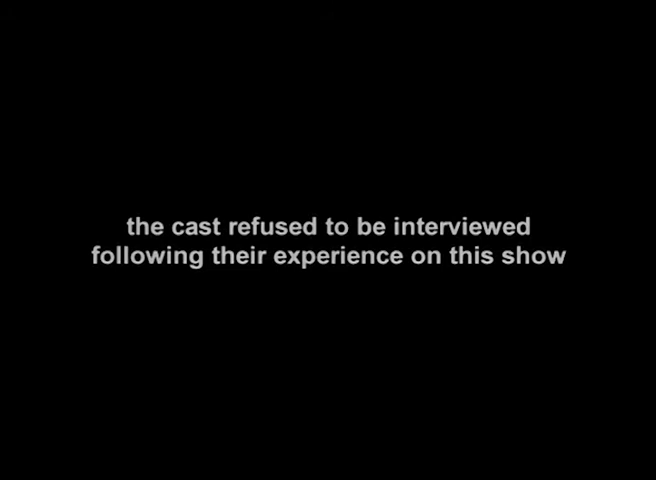 the cast refused to be interviewed
following their experience on this show